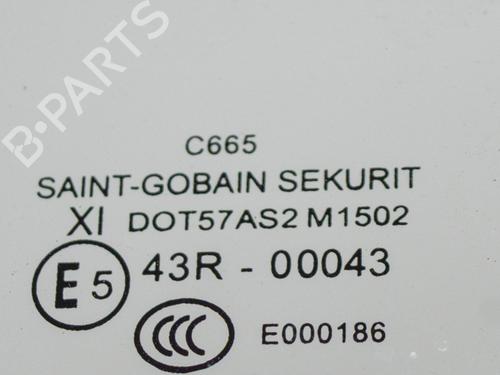 B-PARTS
C665
SAINT-GOBAIN SEKURIT
XI DOT57AS2 M1502
E5 43R - 00043
CCC E000186